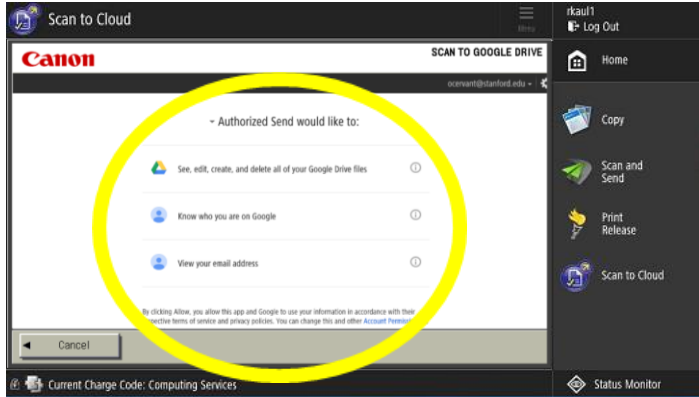 Scan to Cloud
Menu
rkaul1
Log Out
Canon
SCAN TO GOOGLE DRIVE
ocervant@stanford.edu
Home
- Authorized Send would like to:
See, edit, create, and delete all of your Google Drive files
Know who you are on Google
View your email address
By clicking Allow, you allow this app and Google to use your information in accordance with their
respective terms of service and privacy policies. You can change this and other Account Permis
Cancel
Copy
Scan and
Send
Print
Release
Scan to Cloud
Current Charge Code: Computing Services
Status Monitor